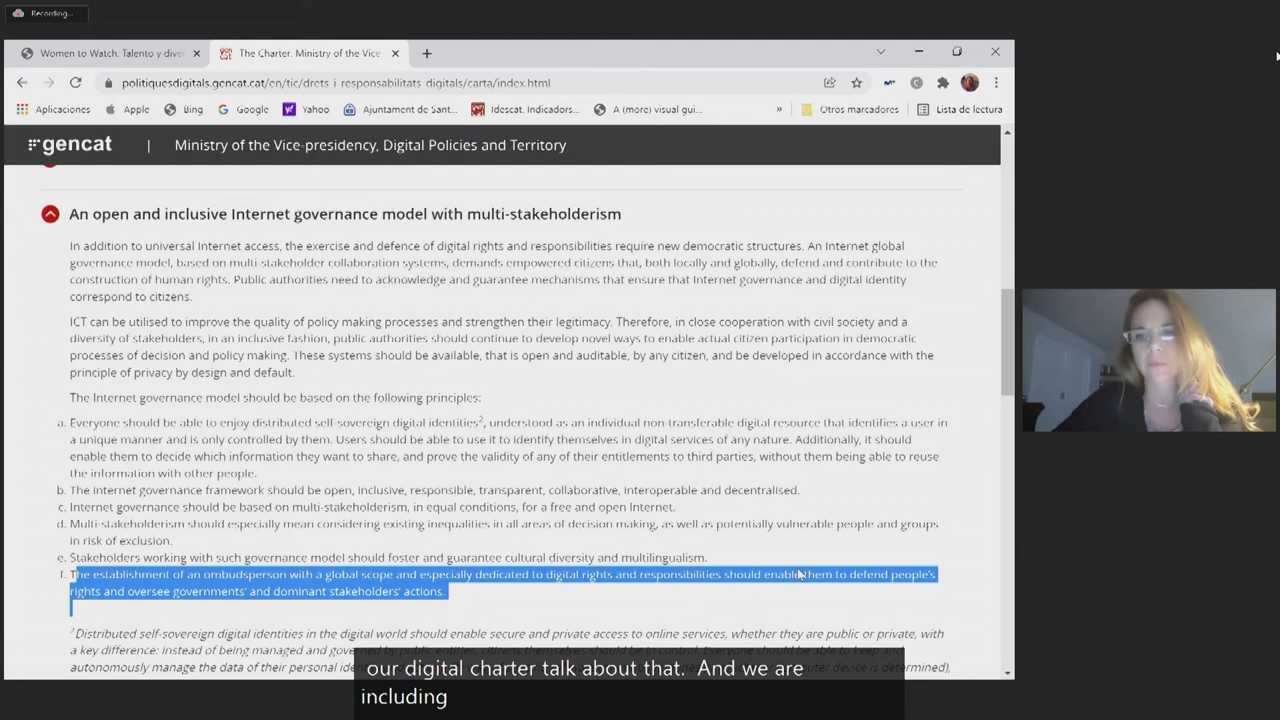 Recording...
Women to Watch. Talento y diver
The Charter. Ministry of the Vice
politiquesdigitals.gencat.cat/en/tic/drets-i-responsabilitats-digitals/carta/index.html
Aplicaciones
Apple
Bing
Google
Yahoo
Ajuntament de Sant...
Idescat. Indicadors...
A (more) visual gui...
»
Otros marcadores
Lista de lectura
gencat | Ministry of the Vice-presidency, Digital Policies and Territory
An open and inclusive Internet governance model with multi-stakeholderism
In addition to universal Internet access, the exercise and defence of digital rights and responsibilities require new democratic structures. An Internet global
governance model, based on multi-stakeholder collaboration systems, demands empowered citizens that, both locally and globally, defend and contribute to the
construction of human rights. Public authorities need to acknowledge and guarantee mechanisms that ensure that Internet governance and digital identity
correspond to citizens.
ICT can be utilised to improve the quality of policy making processes and strengthen their legitimacy. Therefore, in close cooperation with civil society and a
diversity of stakeholders, in an inclusive fashion, public authorities should continue to develop novel ways to enable actual citizen participation in democratic
processes of decision and policy making. These systems should be available, that is open and auditable, by any citizen, and be developed in accordance with the
principle of privacy by design and default.
The Internet governance model should be based on the following principles:
a. Everyone should be able to enjoy distributed self-sovereign digital identities², understood as an individual non-transferable digital resource that identifies a user in
a unique manner and is only controlled by them. Users should be able to use it to identify themselves in digital services of any nature. Additionally, it should
enable them to decide which information they want to share, and prove the validity of any of their entitlements to third parties, without them being able to reuse
the information with other people.
b. The internet governance framework should be open, inclusive, responsible, transparent, collaborative, interoperable and decentralised.
c. Internet governance should be based on multi-stakeholderism, in equal conditions, for a free and open Internet.
d. Multi-stakeholderism should especially mean considering existing inequalities in all areas of decision making, as well as potentially vulnerable people and groups
in risk of exclusion.
e. Stakeholders working with such governance model should foster and guarantee cultural diversity and multilingualism.
f. The establishment of an ombudsperson with a global scope and especially dedicated to digital rights and responsibilities should enable them to defend people's
rights and oversee governments' and dominant stakeholders' actions.
²Distributed self-sovereign digital identities in the digital world should enable secure and private access to online services, whether they are public or private, with
a key difference: instead of being managed and
autonomously manage the data of their personal
our digital charter talk about that. And we are
including